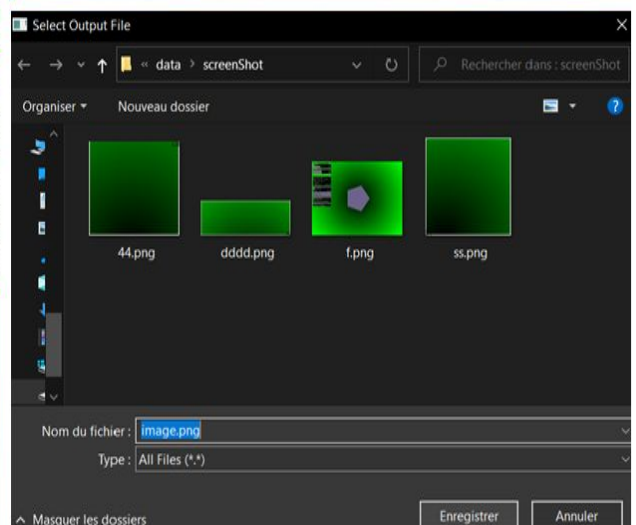 Select Output File
« data > screenShot
Rechercher dans : screenShot
Organiser
Nouveau dossier
44.png
dddd.png
f.png
ss.png
Nom du fichier : image.png
Type : All Files (*.*)
Masquer les dossiers
Enregistrer
Annuler